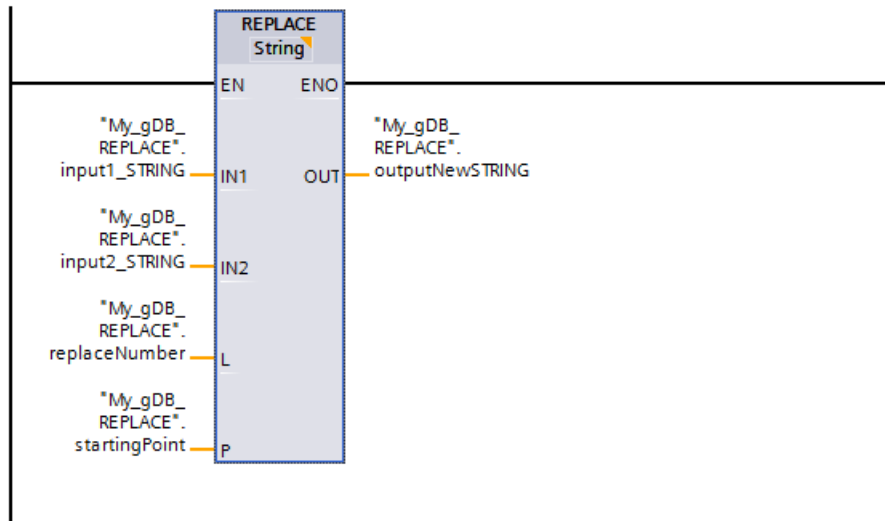 REPLACE
String
EN ENO
"My_gDB_
REPLACE".
input1_STRING
IN1
OUT
"My_gDB_
REPLACE".
outputNewSTRING
"My_gDB_
REPLACE".
input2_STRING
IN2
"My_gDB_
REPLACE".
replaceNumber
L
"My_gDB_
REPLACE".
startingPoint
P